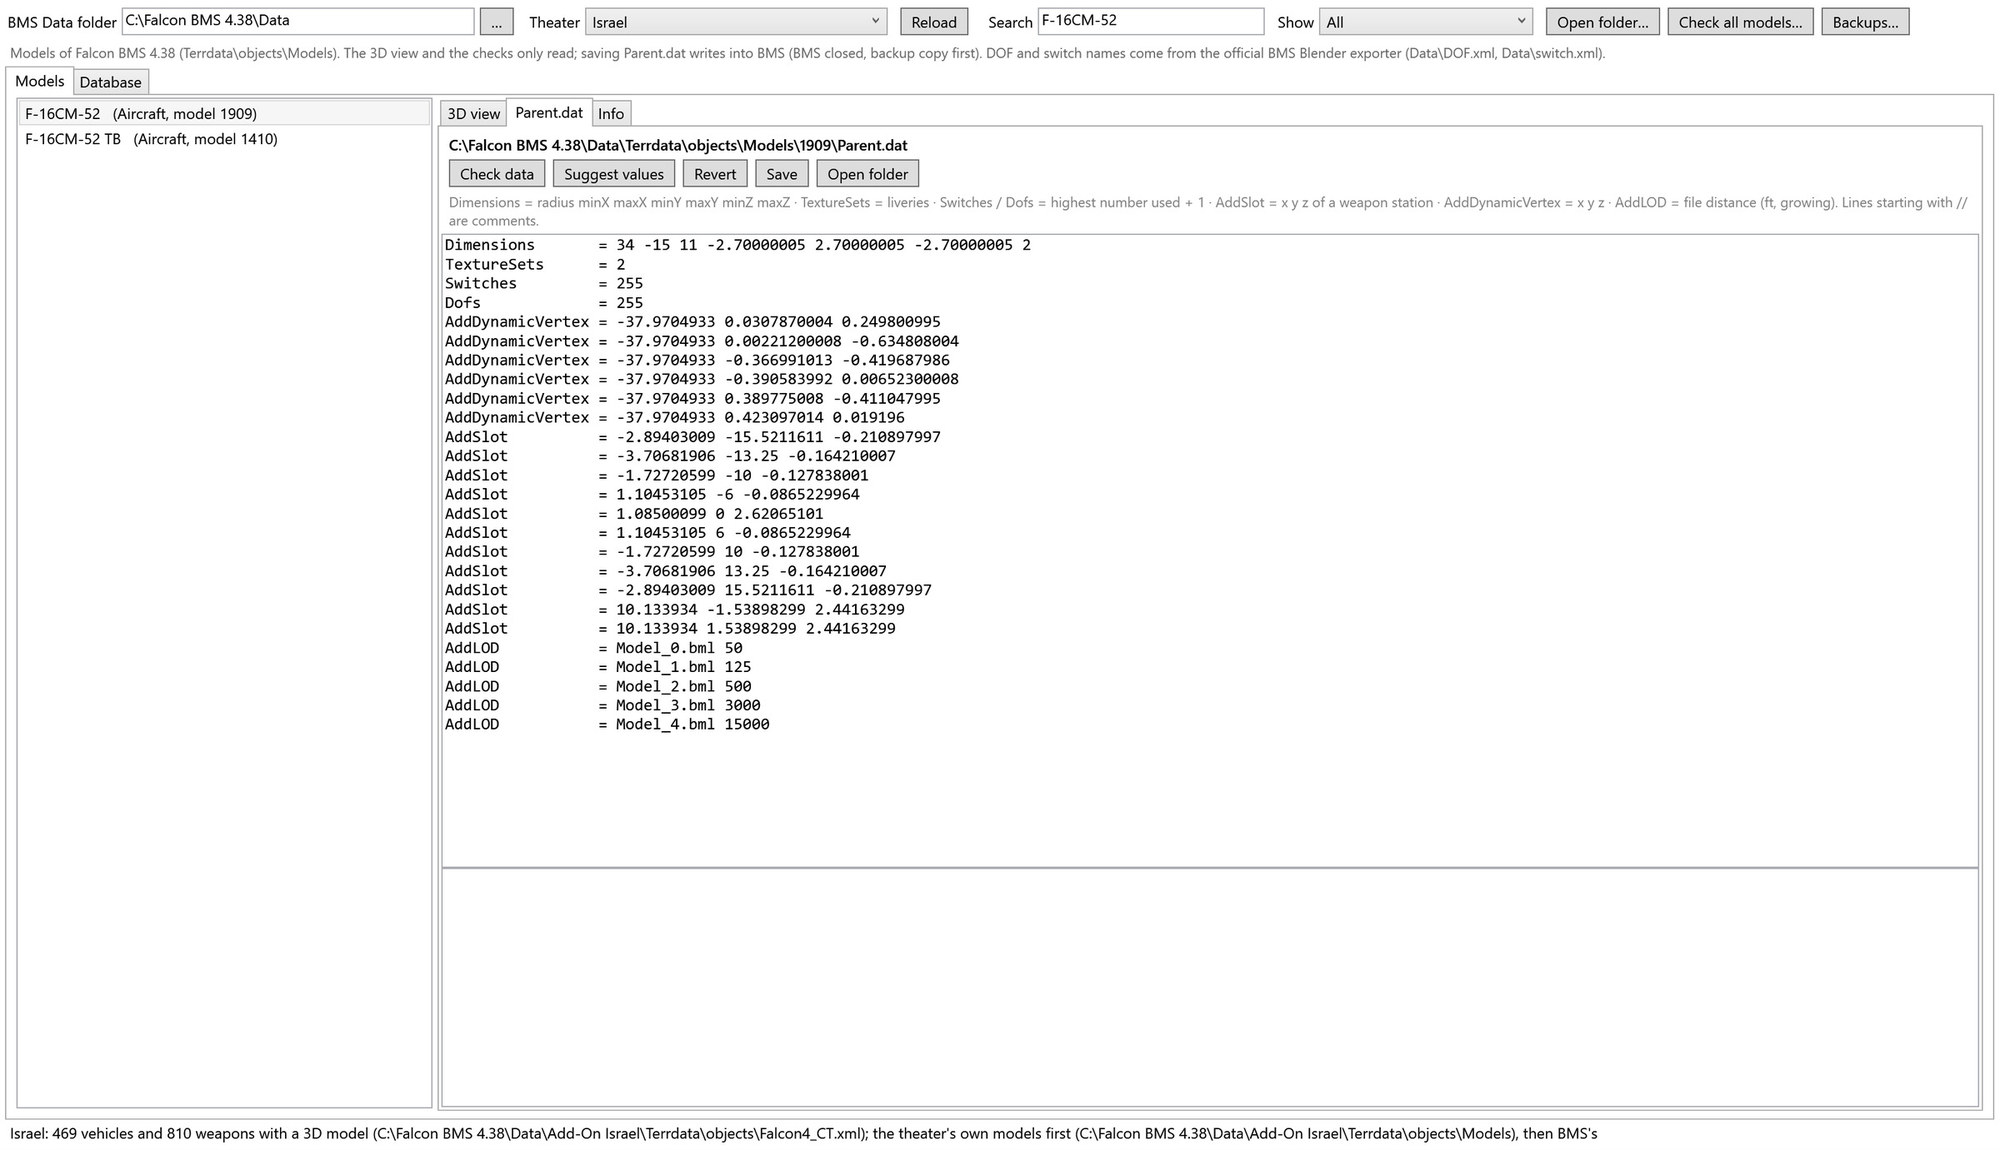 BMS Data folder C:\Falcon BMS 4.38\Data ... Theater Israel Reload Search F-16CM-52 Show All Open folder... Check all models... Backups...
Models of Falcon BMS 4.38 (Terrdata\objects\Models). The 3D view and the checks only read; saving Parent.dat writes into BMS (BMS closed, backup copy first). DOF and switch names come from the official BMS Blender exporter (Data\DOF.xml, Data\switch.xml).
Models Database
F-16CM-52 (Aircraft, model 1909)
F-16CM-52 TB (Aircraft, model 1410)
3D view Parent.dat Info
C:\Falcon BMS 4.38\Data\Terrdata\objects\Models\1909\Parent.dat
Check data Suggest values Revert Save Open folder
Dimensions = radius minX maxX minY maxY minZ maxZ · TextureSets = liveries · Switches / Dofs = highest number used + 1 · AddSlot = x y z of a weapon station · AddDynamicVertex = x y z · AddLOD = file distance (ft, growing). Lines starting with //
are comments.
Dimensions = 34 -15 11 -2.70000005 2.70000005 -2.70000005 2
TextureSets = 2
Switches = 255
Dofs = 255
AddDynamicVertex = -37.9704933 0.0307870004 0.249800995
AddDynamicVertex = -37.9704933 0.00221200008 -0.634808004
AddDynamicVertex = -37.9704933 -0.366991013 -0.419687986
AddDynamicVertex = -37.9704933 -0.390583992 0.00652300008
AddDynamicVertex = -37.9704933 0.389775008 -0.411047995
AddDynamicVertex = -37.9704933 0.423097014 0.019196
AddSlot = -2.89403009 -15.5211611 -0.210897997
AddSlot = -3.70681906 -13.25 -0.164210007
AddSlot = -1.72720599 -10 -0.127838001
AddSlot = 1.10453105 -6 -0.0865229964
AddSlot = 1.08500099 0 2.62065101
AddSlot = 1.10453105 6 -0.0865229964
AddSlot = -1.72720599 10 -0.127838001
AddSlot = -3.70681906 13.25 -0.164210007
AddSlot = -2.89403009 15.5211611 -0.210897997
AddSlot = 10.133934 -1.53898299 2.44163299
AddSlot = 10.133934 1.53898299 2.44163299
AddLOD = Model_0.bml 50
AddLOD = Model_1.bml 125
AddLOD = Model_2.bml 500
AddLOD = Model_3.bml 3000
AddLOD = Model_4.bml 15000
Israel: 469 vehicles and 810 weapons with a 3D model (C:\Falcon BMS 4.38\Data\Add-On Israel\Terrdata\objects\Falcon4_CT.xml); the theater's own models first (C:\Falcon BMS 4.38\Data\Add-On Israel\Terrdata\objects\Models), then BMS's